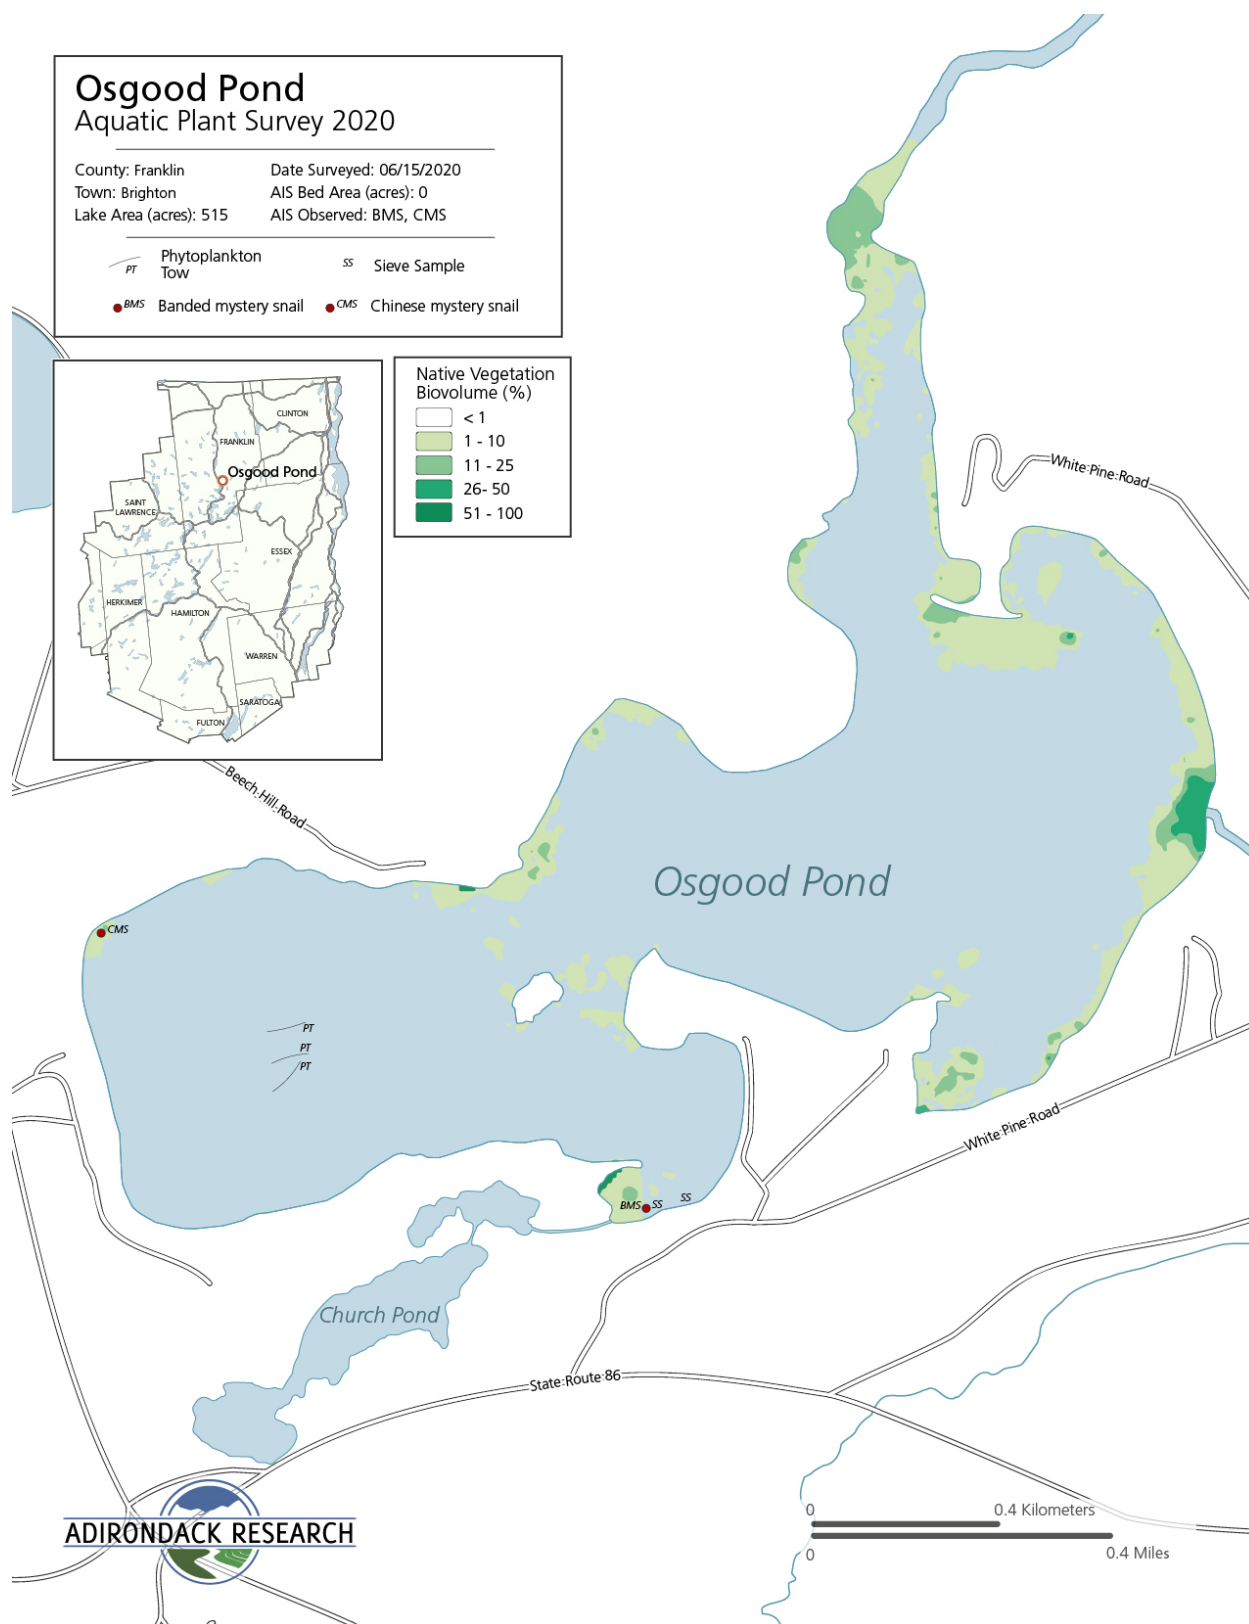 Osgood Pond
Aquatic Plant Survey 2020
County: Franklin
Date Surveyed: 06/15/2020
Town: Brighton
AIS Bed Area (acres): 0
Lake Area (acres): 515
AIS Observed: BMS, CMS
PT
Phytoplankton
Tow
SS
Sieve Sample
BMS
Banded mystery snail
CMS
Chinese mystery snail
Native Vegetation
Biovolume (%)
< 1
1 - 10
11 - 25
26- 50
51 - 100
CLINTON
FRANKLIN
Osgood Pond
SAINT
LAWRENCE
ESSEX
HERKIMER
HAMILTON
WARREN
SARATOGA
FULTON
White Pine Road
Beech Hill Road
Osgood Pond
CMS
PT
PT
PT
White Pine Road
BMS
SS
SS
Church Pond
State Route 86
ADIRONDACK RESEARCH
0
0.4 Kilometers
0
0.4 Miles